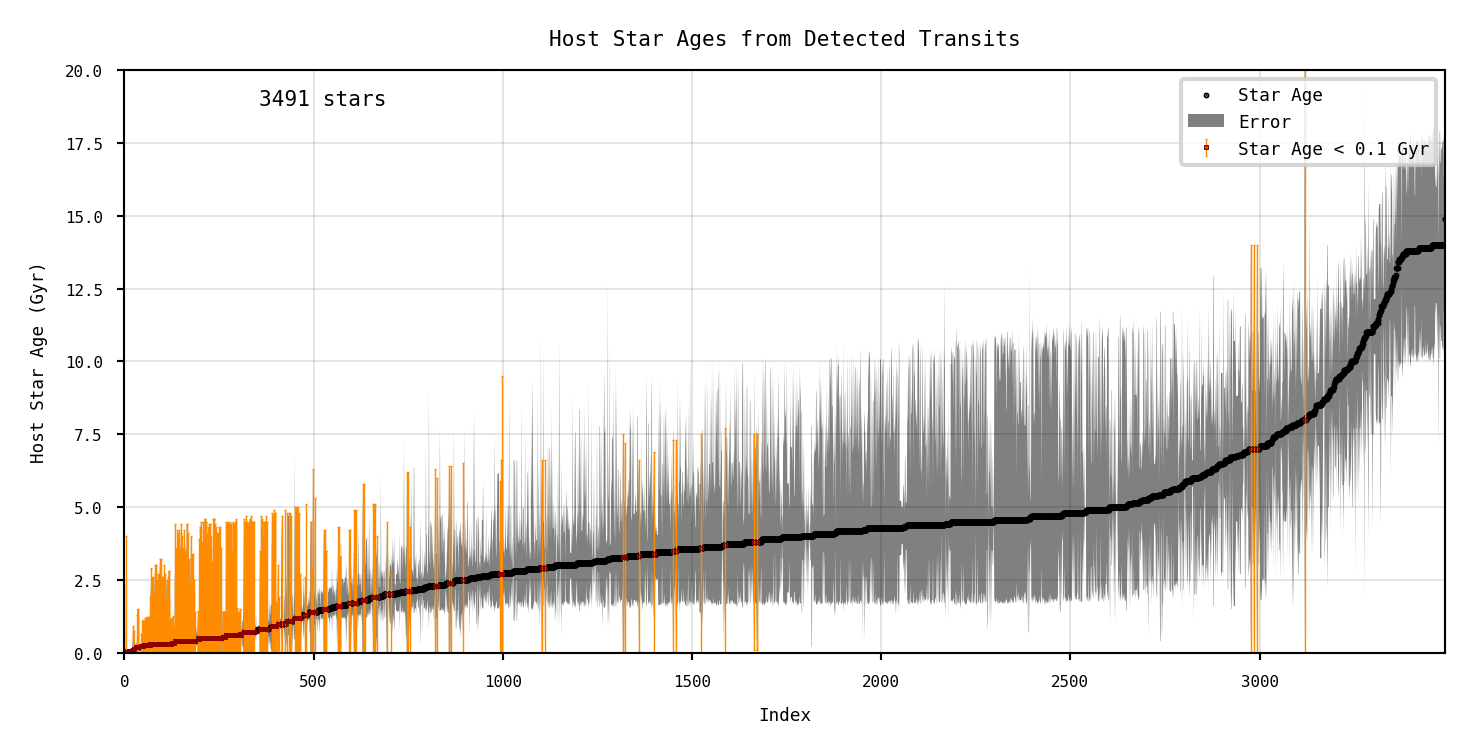 Host Star Ages from Detected Transits
3491 stars
Star Age
Error
Star Age < 0.1 Gyr
Host Star Age (Gyr)
20.0
17.5
15.0
12.5
10.0
7.5
5.0
2.5
0.0
0 500 1000 1500 2000 2500 3000
Index